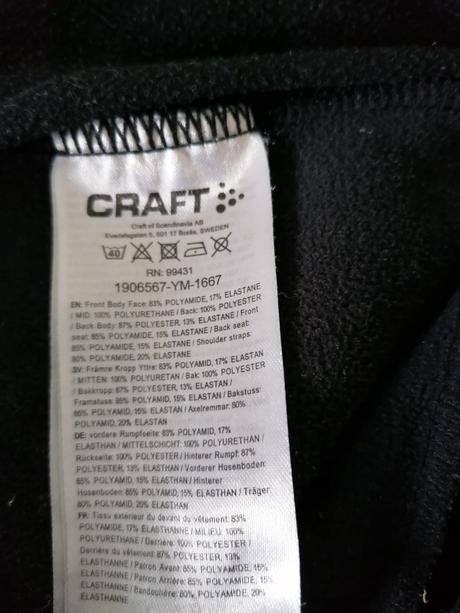 CRAFT
Craft of Scandinavia AB
Evedalsgatan 5, 501 17 Borås, SWEDEN
40
RN: 99431
1906567-YM-1667
EN: Front Body Face: 83% POLYAMIDE, 17% ELASTANE
/ MID: 100% POLYURETHANE / Back: 100% POLYESTER
/ Back Body: 87% POLYESTER, 13% ELASTANE / Front
seat: 85% POLYAMIDE, 15% ELASTANE / Back seat:
85% POLYAMIDE, 15% ELASTANE / Shoulder straps:
80% POLYAMIDE, 20% ELASTANE
SV: Främre Kropp Yttre: 83% POLYAMID, 17% ELASTAN
/ MITTEN: 100% POLYURETAN / Bak: 100% POLYESTER
/ Bakkropp: 87% POLYESTER, 13% ELASTAN /
Framstuss: 85% POLYAMID, 15% ELASTAN / Bakstuss:
85% POLYAMID, 15% ELASTAN / Axelremmar: 80%
POLYAMID, 20% ELASTAN
DE: vordere Rumpfseite: 83% POLYAMID, 17%
ELASTHAN / MITTELSCHICHT: 100% POLYURETHAN /
Rückseite: 100% POLYESTER / Hinterer Rumpf: 87%
POLYESTER, 13% ELASTHAN / Vorderer Hosenboden:
85% POLYAMID, 15% ELASTHAN / Hinterer
Hosenboden: 85% POLYAMID, 15% ELASTHAN / Träger
80% POLYAMID, 20% ELASTHAN
FR: Tissu extérieur du devant du vêtement: 83%
POLYAMIDE, 17% ELASTHANNE / MILIEU: 100%
POLYURETHANE / Derrière: 100% POLYESTER /
Derrière du vêtement: 87% POLYESTER, 13%
ELASTHANNE / Patron Avant: 85% POLYAMIDE, 15%
ELASTHANNE / Patron Arrière: 85% POLYAMIDE, 15%
ELASTHANNE / Bandoulière: 80% POLYAMIDE, 20%
ELASTHANNE